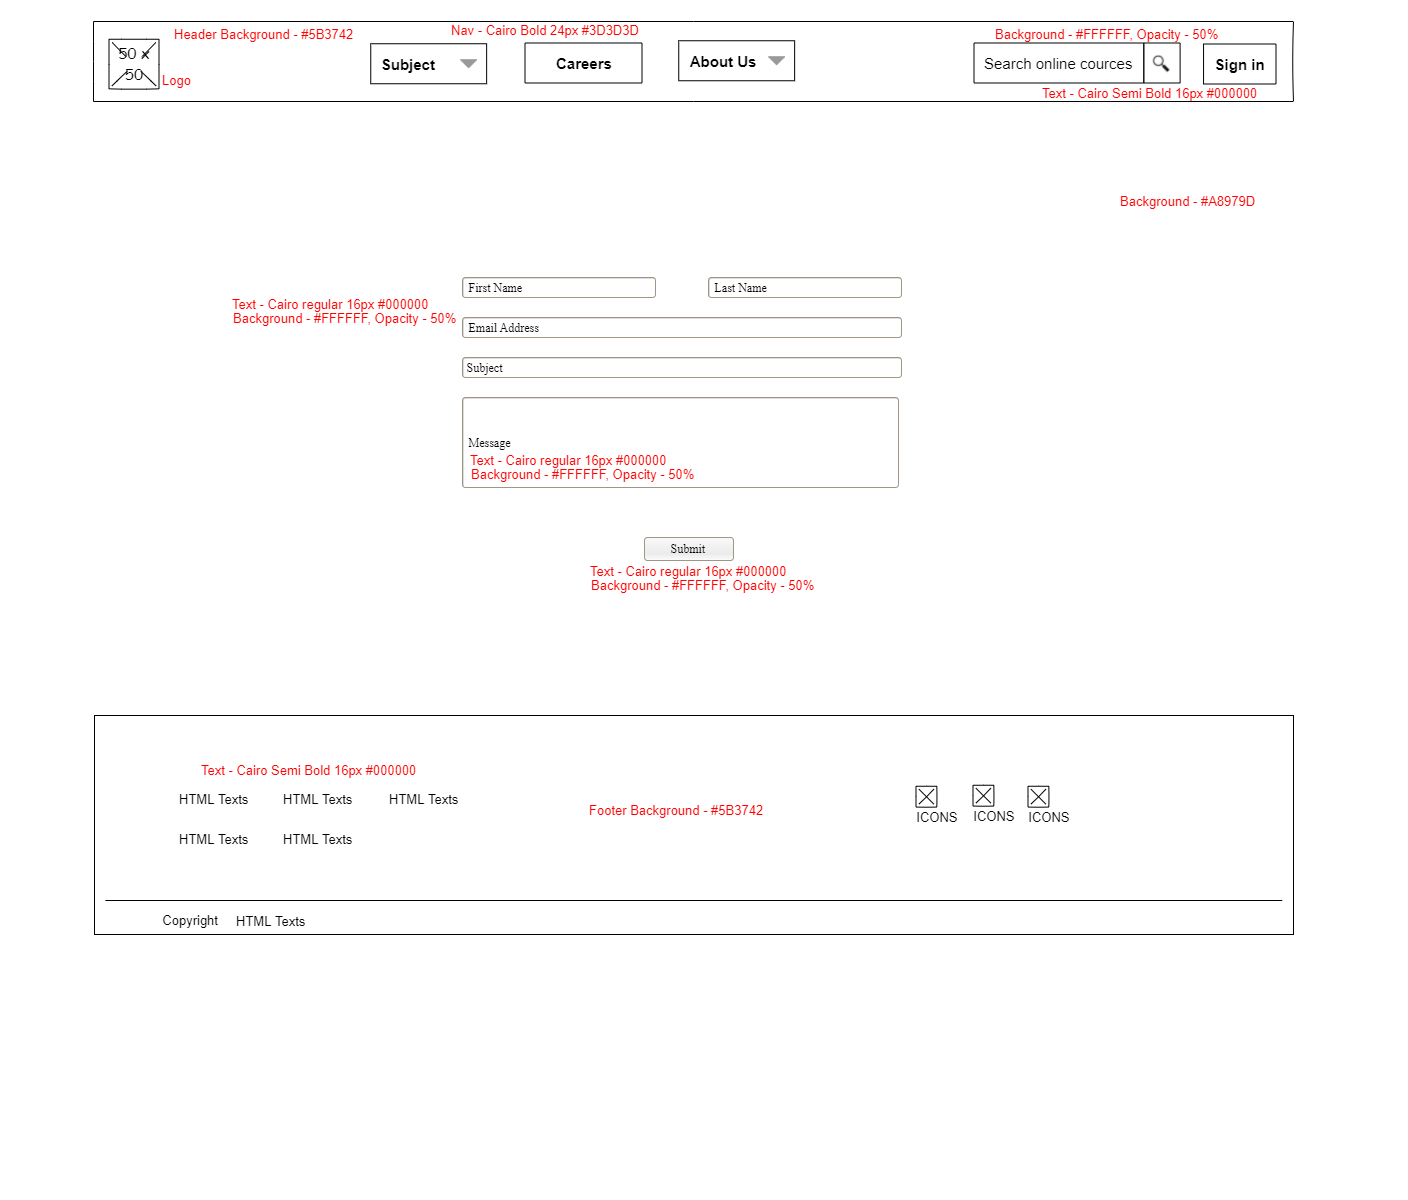 Header Background - #5B3742
Nav - Cairo Bold 24px #3D3D3D
Background - #FFFFFF, Opacity - 50%
50 x
50
Logo
Subject
Careers
About Us
Search online cources
Sign in
Text - Cairo Semi Bold 16px #000000
Background - #A8979D
First Name
Last Name
Text - Cairo regular 16px #000000
Background - #FFFFFF, Opacity - 50%
Email Address
Subject
Message
Text - Cairo regular 16px #000000
Background - #FFFFFF, Opacity - 50%
Submit
Text - Cairo regular 16px #000000
Background - #FFFFFF, Opacity - 50%
Text - Cairo Semi Bold 16px #000000
HTML Texts HTML Texts HTML Texts
Footer Background - #5B3742
ICONS ICONS ICONS
HTML Texts HTML Texts
Copyright HTML Texts